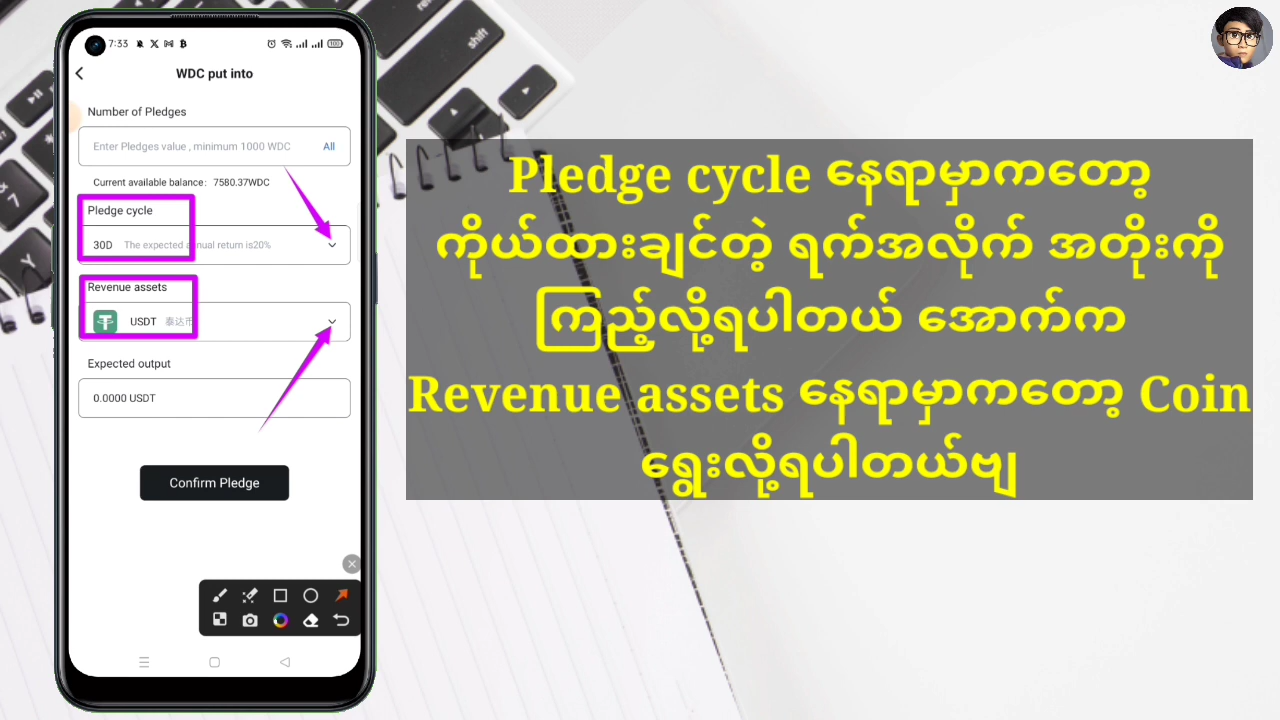 7:33
WDC put into
Number of Pledges
Enter Pledges value , minimum 1000 WDC All
Current available balance： 7580.37WDC
Pledge cycle
30D The expected annual return is20%
Revenue assets
USDT 泰达币
Expected output
0.0000 USDT
Confirm Pledge
Pledge cycle နေရာမှာကတော့
ကိုယ်ထားချင်တဲ့ ရက်အလိုက် အတိုးကို
ကြည့်လို့ရပါတယ် အောက်က
Revenue assets နေရာမှာကတော့ Coin
ရွေးလို့ရပါတယ်ဗျ
shift